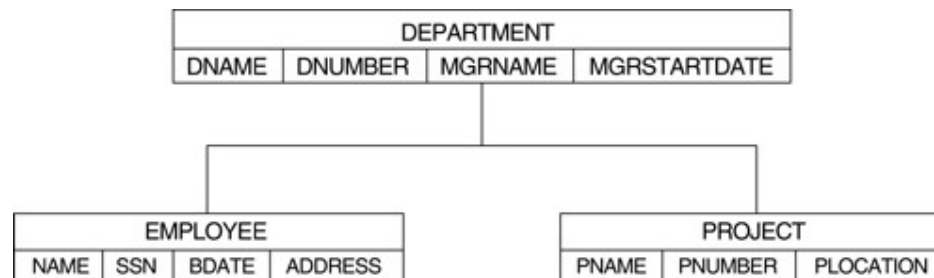 DEPARTMENT
DNAME DNUMBER MGRNAME MGRSTARTDATE
EMPLOYEE
NAME SSN BDATE ADDRESS
PROJECT
PNAME PNUMBER PLOCATION